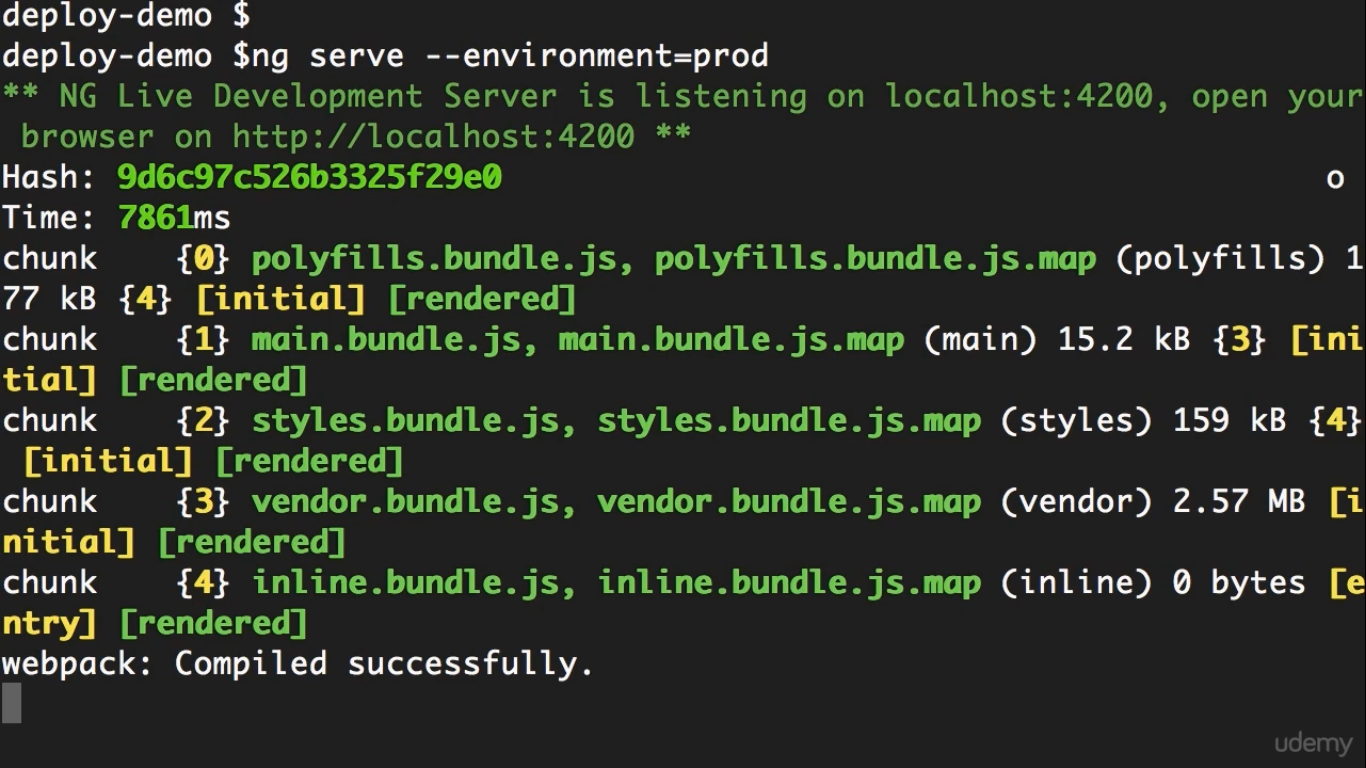 deploy-demo $
deploy-demo $ng serve --environment=prod
** NG Live Development Server is listening on localhost:4200, open your
 browser on http://localhost:4200 **
Hash: 9d6c97c526b3325f29e0 o
Time: 7861ms
chunk    {0} polyfills.bundle.js, polyfills.bundle.js.map (polyfills) 1
77 kB {4} [initial] [rendered]
chunk    {1} main.bundle.js, main.bundle.js.map (main) 15.2 kB {3} [ini
tial] [rendered]
chunk    {2} styles.bundle.js, styles.bundle.js.map (styles) 159 kB {4}
 [initial] [rendered]
chunk    {3} vendor.bundle.js, vendor.bundle.js.map (vendor) 2.57 MB [i
nitial] [rendered]
chunk    {4} inline.bundle.js, inline.bundle.js.map (inline) 0 bytes [e
ntry] [rendered]
webpack: Compiled successfully.
udemy